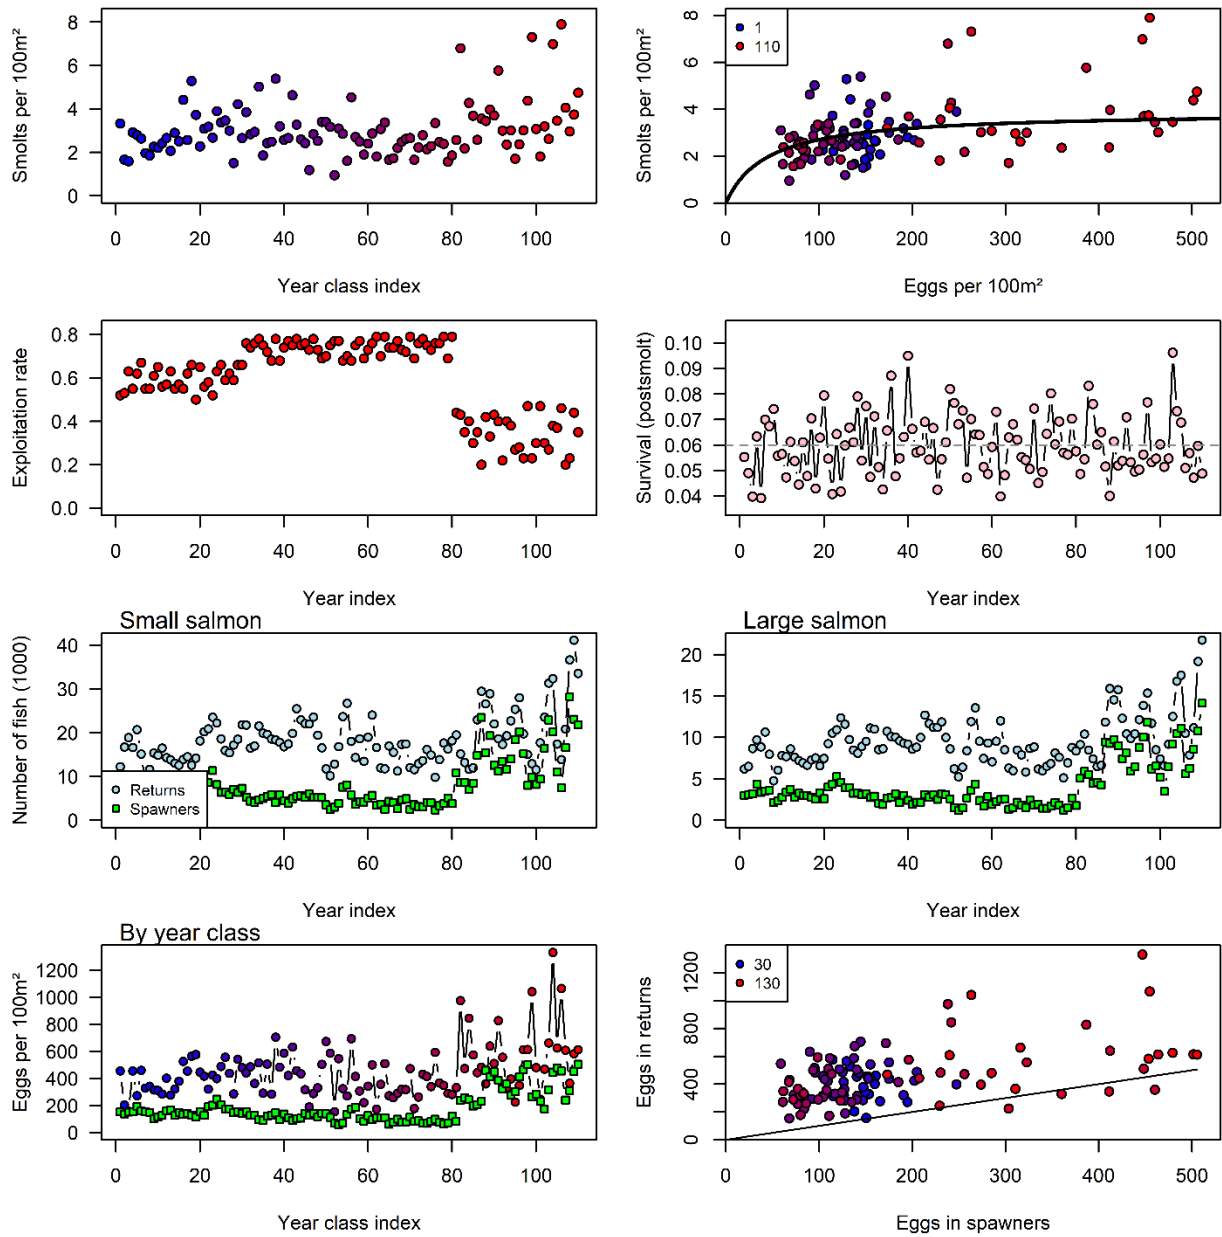 Smolts per 100m²
8
6
4
2
0
0 20 40 60 80 100
Year class index
Smolts per 100m²
8
6
4
2
0
1
110
0 100 200 300 400 500
Eggs per 100m²
Exploitation rate
0.8
0.6
0.4
0.2
0.0
0 20 40 60 80 100
Year index
Survival (postsmolt)
0.10
0.09
0.08
0.07
0.06
0.05
0.04
0 20 40 60 80 100
Year index
Small salmon
Number of fish (1000)
40
30
20
10
0
Returns
Spawners
0 20 40 60 80 100
Year index
Large salmon
20
15
10
5
0
0 20 40 60 80 100
Year index
By year class
Eggs per 100m²
1200
1000
800
600
400
200
0
0 20 40 60 80 100
Year class index
Eggs in returns
1200
800
400
0
30
130
0 100 200 300 400 500
Eggs in spawners